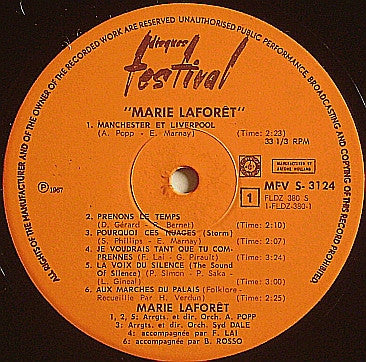 ALL RIGHT OF THE MANUFACTURER AND OF THE OWNER OF THE RECORDED WORK ARE RESERVED UNAUTHORISED PUBLIC PERFORMANCE, BROADCASTING AND COPYING OF THIS RECORD PROHIBITED.
disques
festival
"MARIE LAFORÊT"
1. MANCHESTER ET LIVERPOOL
(A. Popp - E. Marnay) (Time: 2:23)
33 1/3 RPM
MFV S-3124
℗ 1967
1
FLDZ 380 S
1-FLDZ-380-1
2. PRENONS LE TEMPS
(D. Gérard - C. Bernet) (Time: 2:10)
3. POURQUOI CES NUAGES (Storm)
(S. Phillips - E. Marnay) (Time: 2:07)
4. JE VOUDRAIS TANT QUE TU COM-
PRENNES (F. Lai - G. Pirault) (Time: 3:24)
5. LA VOIX DU SILENCE (The Sound
Of Silence) (P. Simon - P. Saka -
L. Gineal) (Time: 3:00)
6. AUX MARCHES DU PALAIS (Folklore -
Recueillie Par H. Verdun) (Time: 2:25)
MARIE LAFORÊT
1, 2, 5: Arrgts. et dir. Orch. A. POPP
3: Arrgts. et dir. Orch. Syd DALE
4: accompagnée par F. LAI
6: accompagnée par B. ROSSO